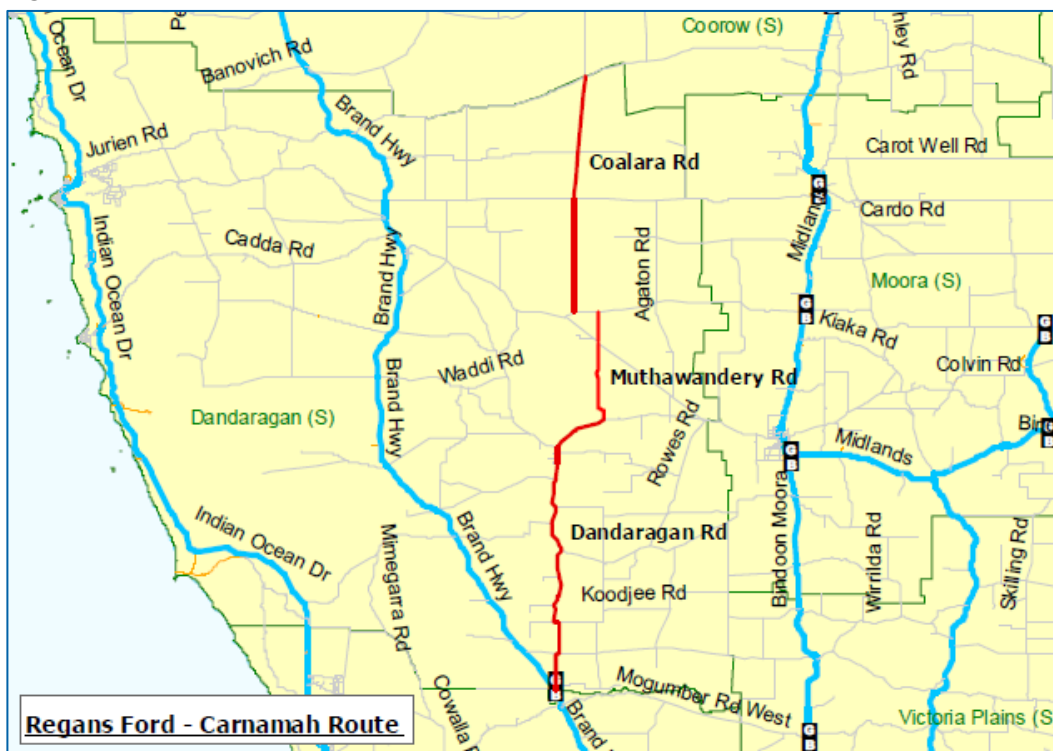 Coorow (S)
Ocean Dr
Banovich Rd
Brand Hwy
Jurien Rd
Coalara Rd
Carot Well Rd
Midland
Cardo Rd
Indian Ocean Dr
Cadda Rd
Brand Hwy
Agaton Rd
Moora (S)
Kiaka Rd
Waddi Rd
Muthawandery Rd
Colvin Rd
Brand Hwy
Dandaragan (S)
Rowes Rd
Midlands
Bindoon Moora
Indian Ocean Dr
Mimegarra Rd
Brand Hwy
Dandaragan Rd
Wirrilda Rd
Skilling Rd
Koodjee Rd
Mogumber Rd West
Cowalla
Brand
Regans Ford - Carnamah Route
Victoria Plains (S